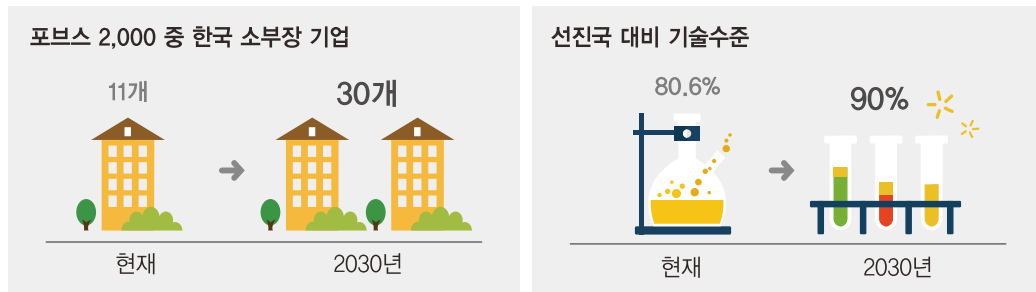 포브스 2,000 중 한국 소부장 기업
11개
30개
현재
2030년
선진국 대비 기술수준
80.6%
90%
현재
2030년